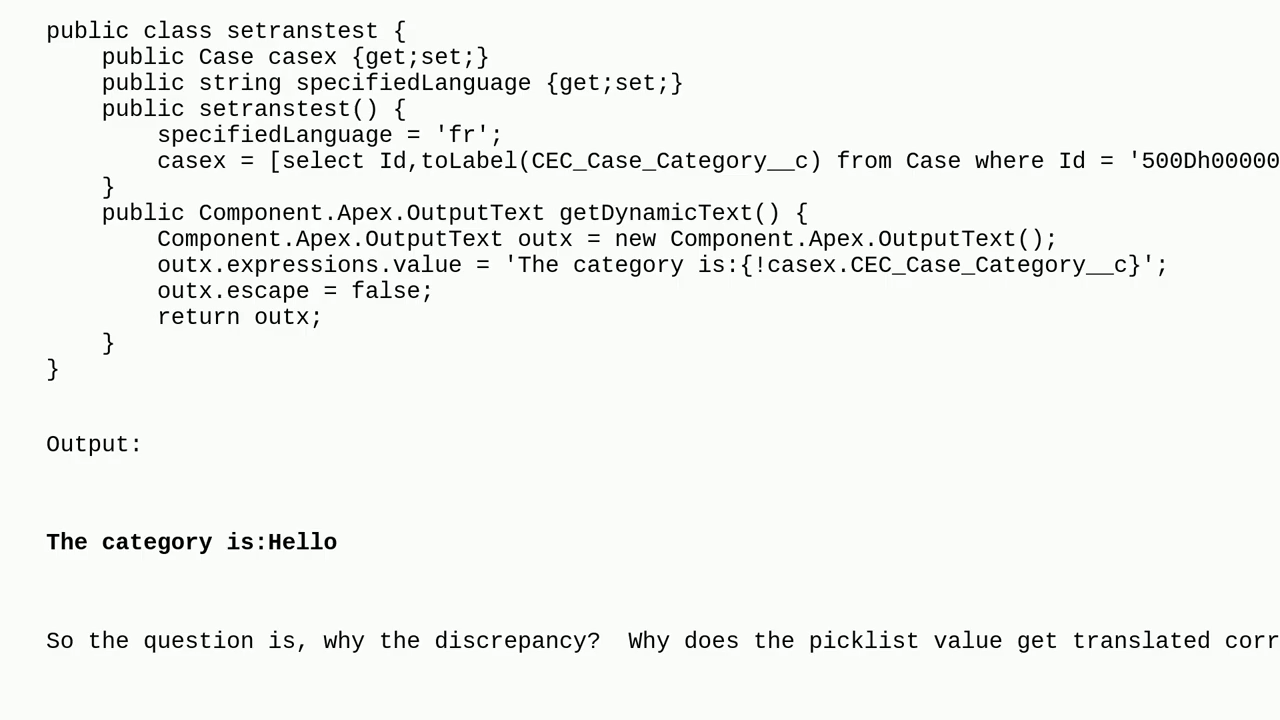 public class setranstest {
    public Case casex {get;set;}
    public string specifiedLanguage {get;set;}
    public setranstest() {
        specifiedLanguage = 'fr';
        casex = [select Id,toLabel(CEC_Case_Category__c) from Case where Id = '500Dh00000
    }
    public Component.Apex.OutputText getDynamicText() {
        Component.Apex.OutputText outx = new Component.Apex.OutputText();
        outx.expressions.value = 'The category is:{!casex.CEC_Case_Category__c}';
        outx.escape = false;
        return outx;
    }
}
Output:
The category is:Hello
So the question is, why the discrepancy?  Why does the picklist value get translated corr